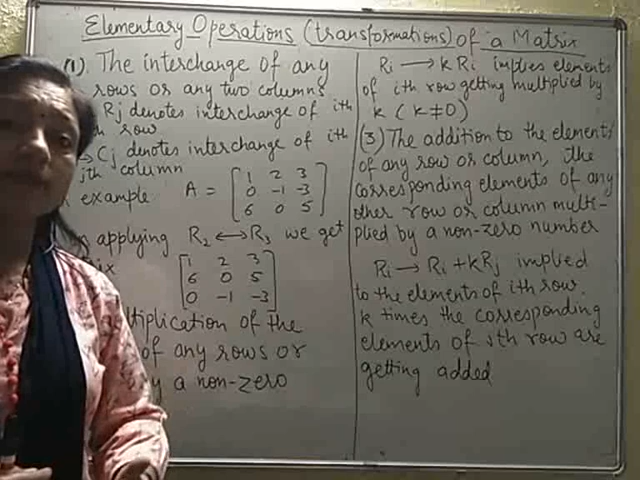 Elementary Operations (transformations) of a Matrix
(1). The interchange of any
rows or any two columns
Rj denotes interchange of ith
row
→ Cj denotes interchange of ith
jth column
example A = [1 2 3
0 -1 -3
6 0 5]
applying R2 ↔ R3 we get
[1 2 3
6 0 5
0 -1 -3]
tiplication of the
of any rows or
y a non-zero
Ri → k Ri implies elements
of ith row getting multiplied by
k (k ≠ 0)
(3) The addition to the elements
of any row or column, the
corresponding elements of any
other row or column multi-
plied by a non-zero number
Ri → Ri + kRj implied
to the elements of ith row
k times the corresponding
elements of jth row are
getting added